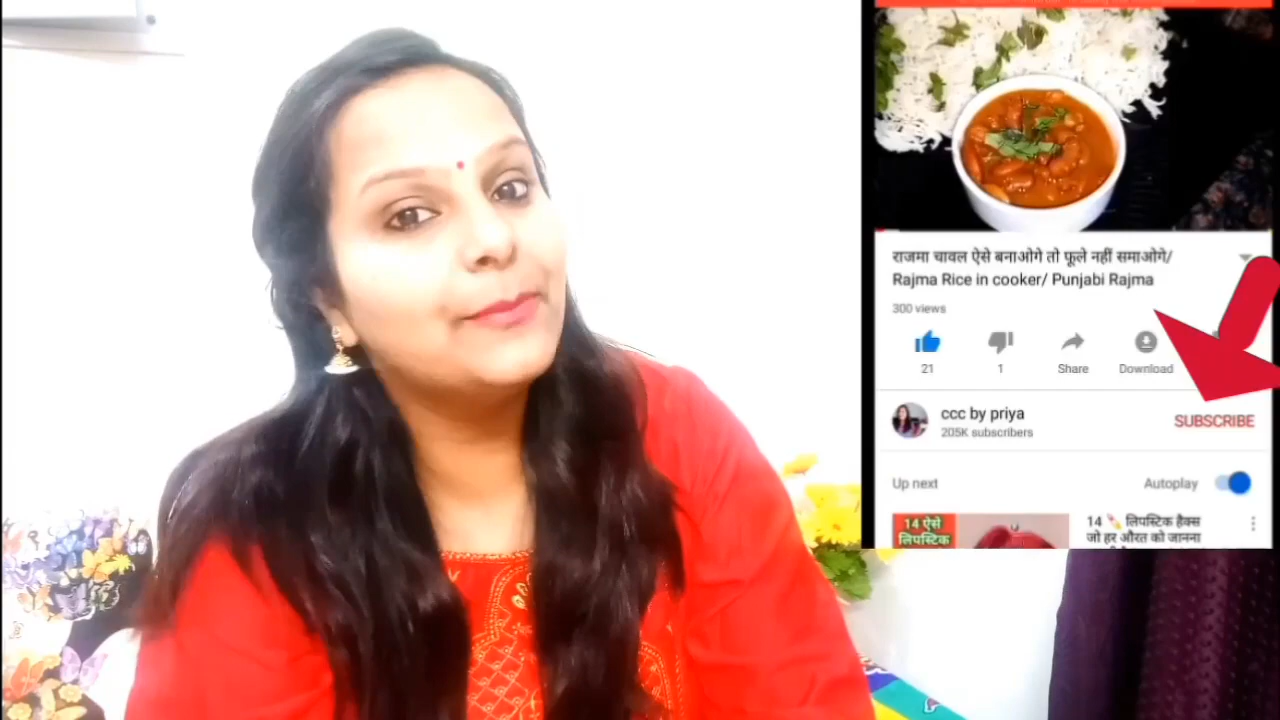 राजमा चावल ऐसे बनाओगे तो फूले नहीं समाओगे/
Rajma Rice in cooker/ Punjabi Rajma
300 views
21
1
Share
Download
ccc by priya
205K subscribers
SUBSCRIBE
Up next
Autoplay
14 ऐसे
लिपस्टिक
14 लिपस्टिक हैक्स
जो हर औरत को जानना